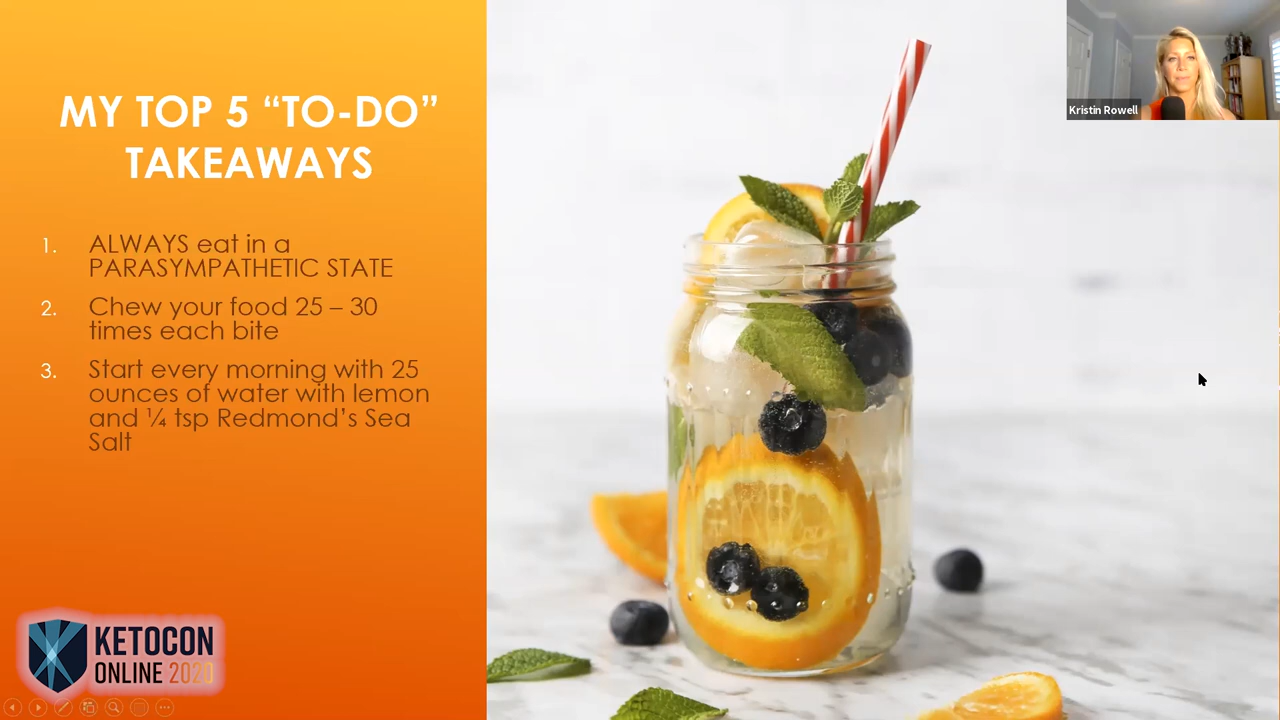 MY TOP 5 “TO-DO”
TAKEAWAYS
1. ALWAYS eat in a
PARASYMPATHETIC STATE
2. Chew your food 25 – 30
times each bite
3. Start every morning with 25
ounces of water with lemon
and ¼ tsp Redmond’s Sea
Salt
KETOCON
ONLINE 2020
Kristin Rowell